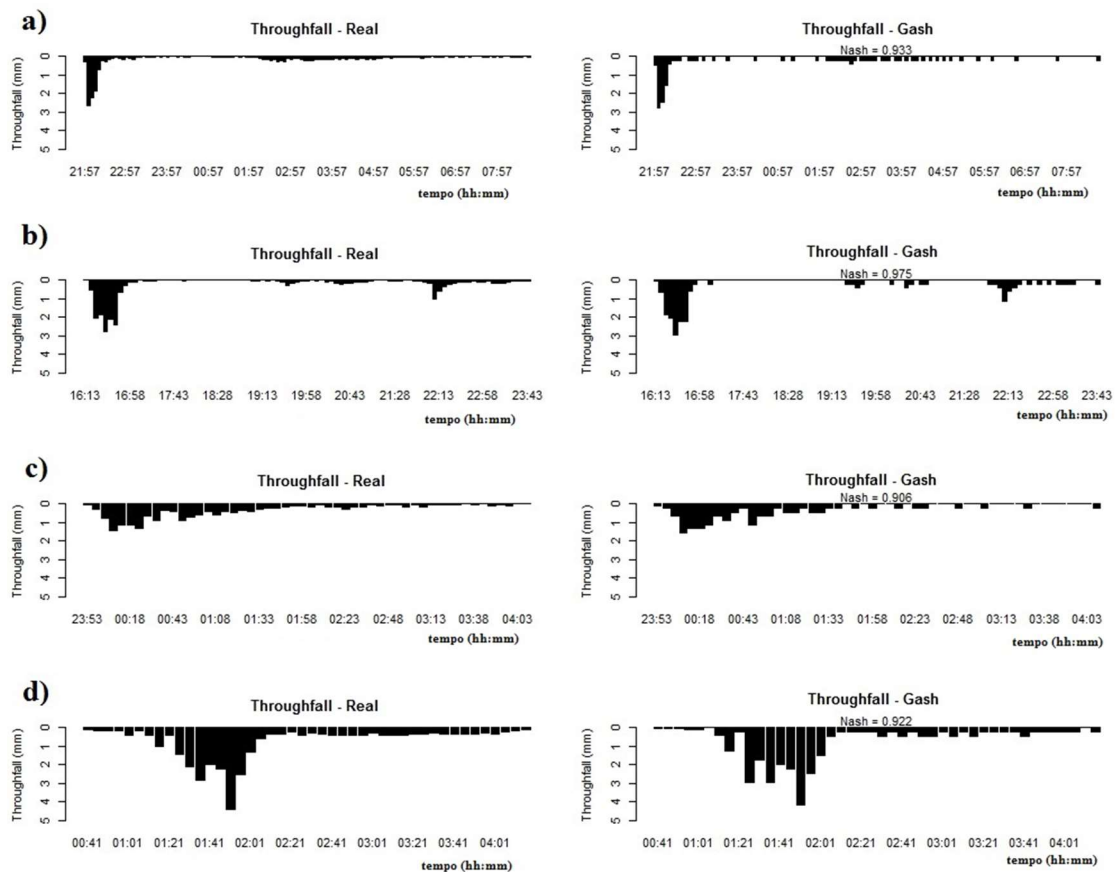 a)
Throughfall - Real
Throughfall (mm)
0 1 2 3 4 5
21:57 22:57 23:57 00:57 01:57 02:57 03:57 04:57 05:57 06:57 07:57
tempo (hh:mm)
Throughfall - Gash
Nash = 0.933
Throughfall (mm)
0 1 2 3 4 5
21:57 22:57 23:57 00:57 01:57 02:57 03:57 04:57 05:57 06:57 07:57
tempo (hh:mm)
b)
Throughfall - Real
Throughfall (mm)
0 1 2 3 4 5
16:13 16:58 17:43 18:28 19:13 19:58 20:43 21:28 22:13 22:58 23:43
tempo (hh:mm)
Throughfall - Gash
Nash = 0.975
Throughfall (mm)
0 1 2 3 4 5
16:13 16:58 17:43 18:28 19:13 19:58 20:43 21:28 22:13 22:58 23:43
tempo (hh:mm)
c)
Throughfall - Real
Throughfall (mm)
0 1 2 3 4 5
23:53 00:18 00:43 01:08 01:33 01:58 02:23 02:48 03:13 03:38 04:03
tempo (hh:mm)
Throughfall - Gash
Nash = 0.906
Throughfall (mm)
0 1 2 3 4 5
23:53 00:18 00:43 01:08 01:33 01:58 02:23 02:48 03:13 03:38 04:03
tempo (hh:mm)
d)
Throughfall - Real
Throughfall (mm)
0 1 2 3 4 5
00:41 01:01 01:21 01:41 02:01 02:21 02:41 03:01 03:21 03:41 04:01
tempo (hh:mm)
Throughfall - Gash
Nash = 0.922
Throughfall (mm)
0 1 2 3 4 5
00:41 01:01 01:21 01:41 02:01 02:21 02:41 03:01 03:21 03:41 04:01
tempo (hh:mm)